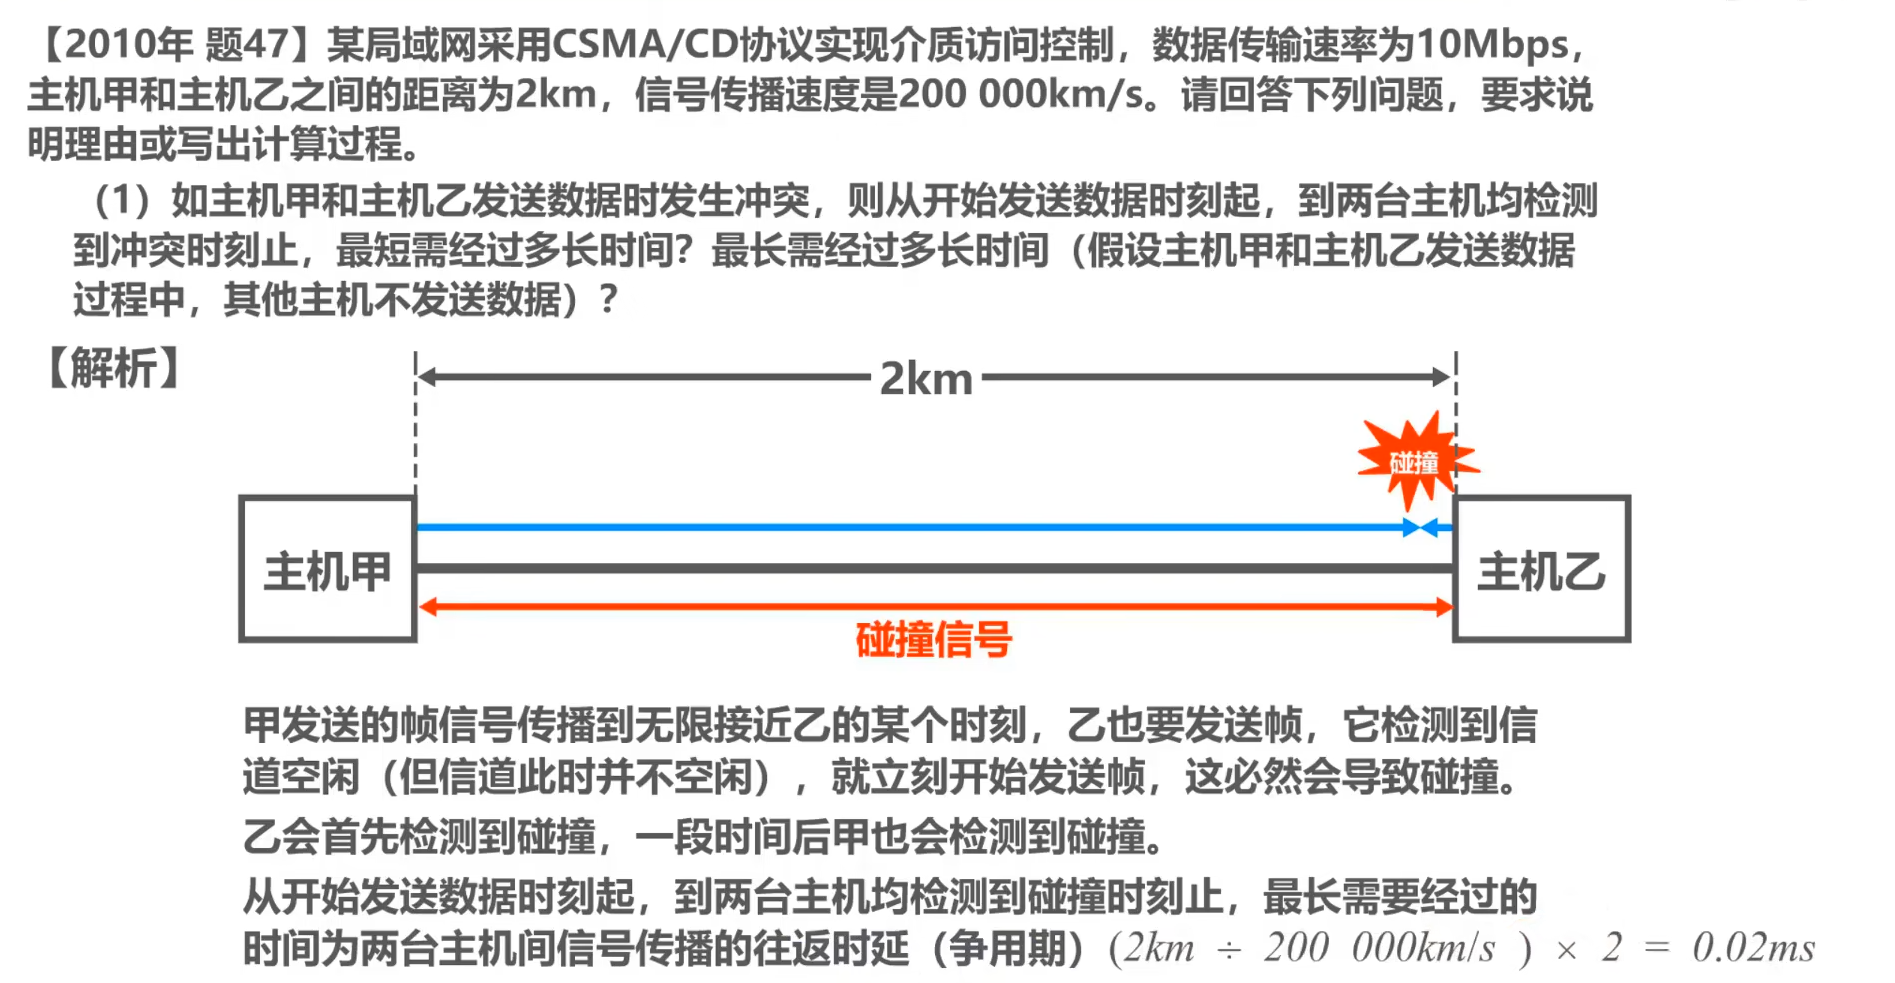 【2010年 题47】某局域网采用CSMA/CD协议实现介质访问控制，数据传输速率为10Mbps，
主机甲和主机乙之间的距离为2km，信号传播速度是200 000km/s。请回答下列问题，要求说
明理由或写出计算过程。
（1）如主机甲和主机乙发送数据时发生冲突，则从开始发送数据时刻起，到两台主机均检测
到冲突时刻止，最短需经过多长时间？最长需经过多长时间（假设主机甲和主机乙发送数据
过程中，其他主机不发送数据）？
【解析】
2km
碰撞
主机甲
主机乙
碰撞信号
甲发送的帧信号传播到无限接近乙的某个时刻，乙也要发送帧，它检测到信
道空闲（但信道此时并不空闲），就立刻开始发送帧，这必然会导致碰撞。
乙会首先检测到碰撞，一段时间后甲也会检测到碰撞。
从开始发送数据时刻起，到两台主机均检测到碰撞时刻止，最长需要经过的
时间为两台主机间信号传播的往返时延（争用期）(2km ÷ 200 000km/s ) × 2 = 0.02ms